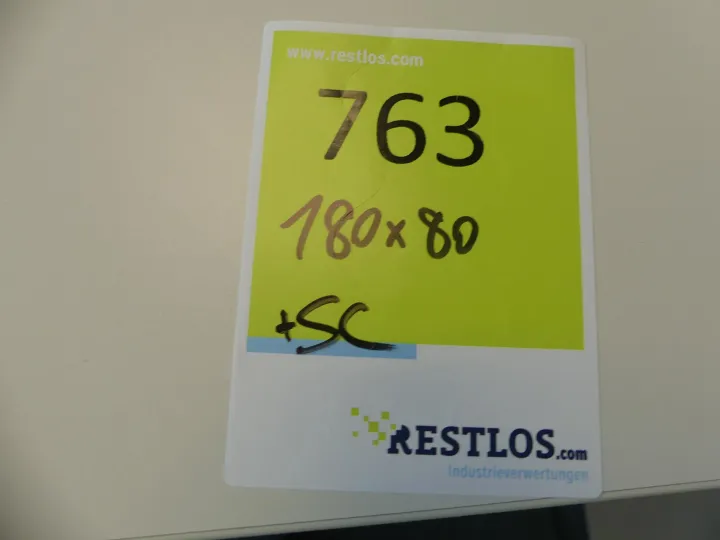 www.restlos.com
763
180x80
+SC
RESTLOS.com
Industrieverwertungen